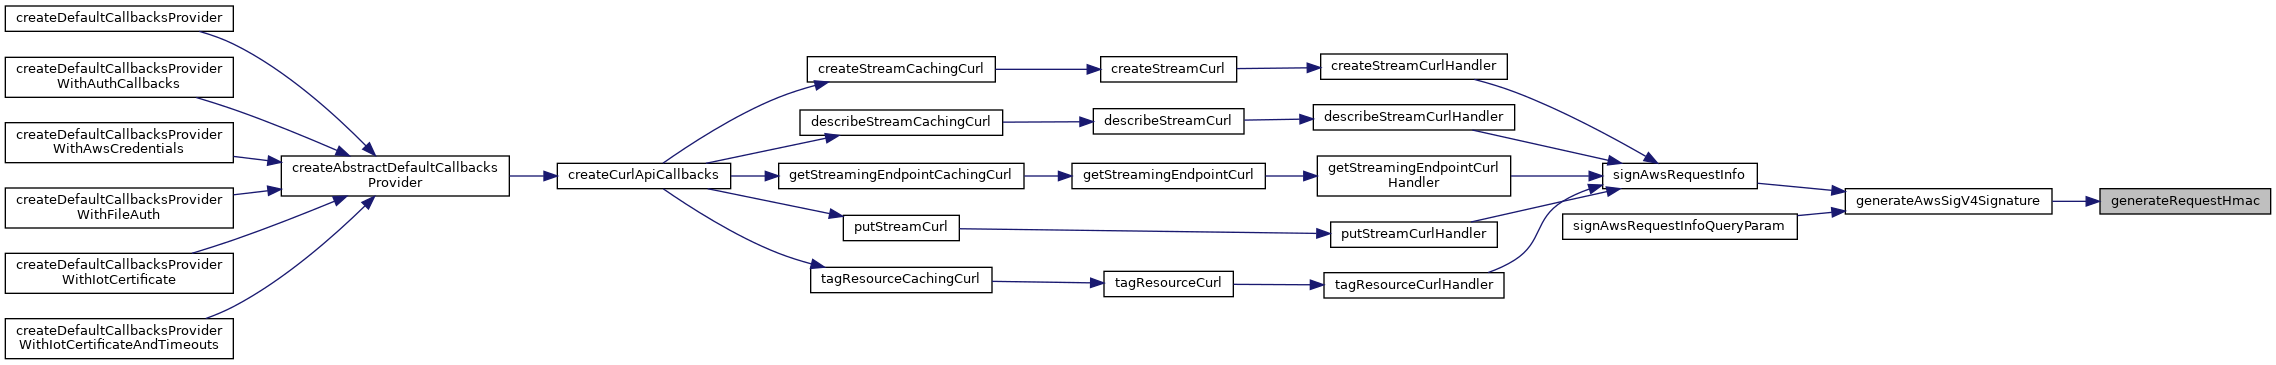 createDefaultCallbacksProvider
createDefaultCallbacksProvider
WithAuthCallbacks
createDefaultCallbacksProvider
WithAwsCredentials
createDefaultCallbacksProvider
WithFileAuth
createDefaultCallbacksProvider
WithIotCertificate
createDefaultCallbacksProvider
WithIotCertificateAndTimeouts
createAbstractDefaultCallbacks
Provider
createCurlApiCallbacks
createStreamCachingCurl
describeStreamCachingCurl
getStreamingEndpointCachingCurl
putStreamCurl
tagResourceCachingCurl
createStreamCurl
describeStreamCurl
getStreamingEndpointCurl
tagResourceCurl
createStreamCurlHandler
describeStreamCurlHandler
getStreamingEndpointCurl
Handler
putStreamCurlHandler
tagResourceCurlHandler
signAwsRequestInfo
signAwsRequestInfoQueryParam
generateAwsSigV4Signature
generateRequestHmac